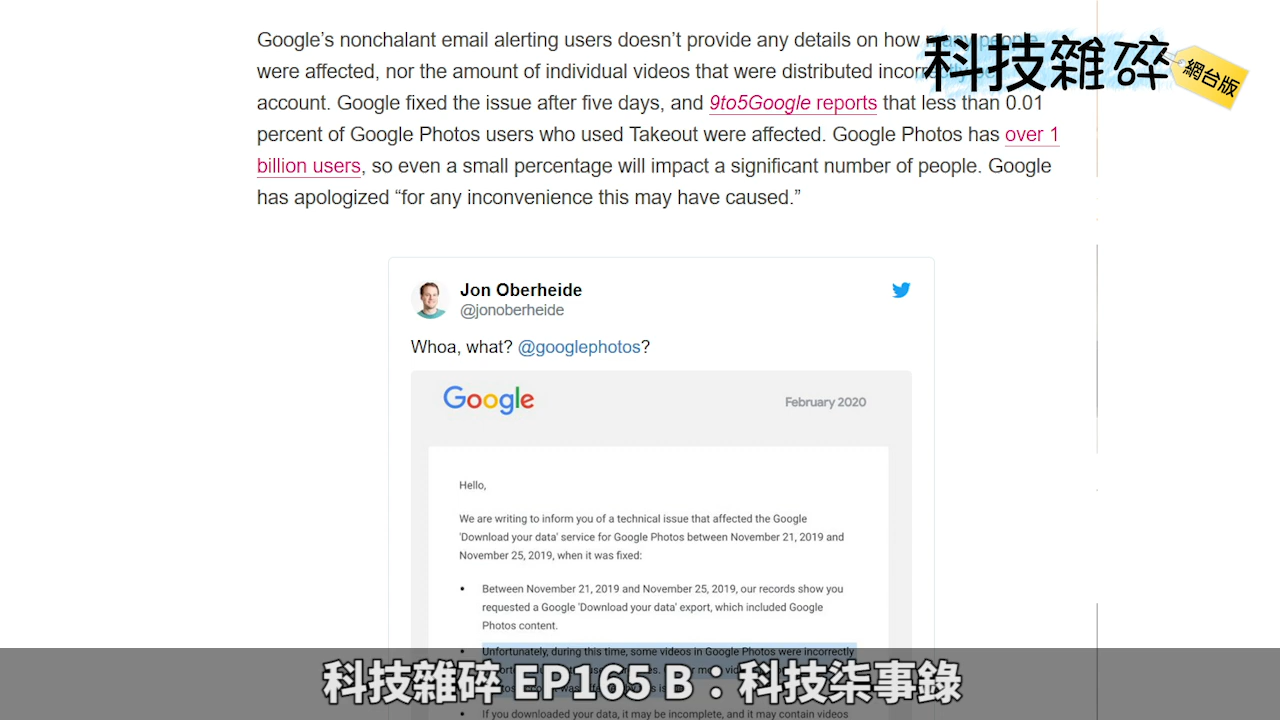 Google’s nonchalant email alerting users doesn’t provide any details on how many people
were affected, nor the amount of individual videos that were distributed incorrectly per
account. Google fixed the issue after five days, and 9to5Google reports that less than 0.01
percent of Google Photos users who used Takeout were affected. Google Photos has over 1
billion users, so even a small percentage will impact a significant number of people. Google
has apologized “for any inconvenience this may have caused.”
科技雜碎
網台版
Jon Oberheide
@jonoberheide
Whoa, what? @googlephotos?
Google
February 2020
Hello,
We are writing to inform you of a technical issue that affected the Google
'Download your data' service for Google Photos between November 21, 2019 and
November 25, 2019, when it was fixed:
• Between November 21, 2019 and November 25, 2019, our records show you
requested a Google 'Download your data' export, which included Google
Photos content.
• Unfortunately, during this time, some videos in Google Photos were incorrectly
科技雜碎 EP165 B：科技柒事錄
• If you downloaded your data, it may be incomplete, and it may contain videos